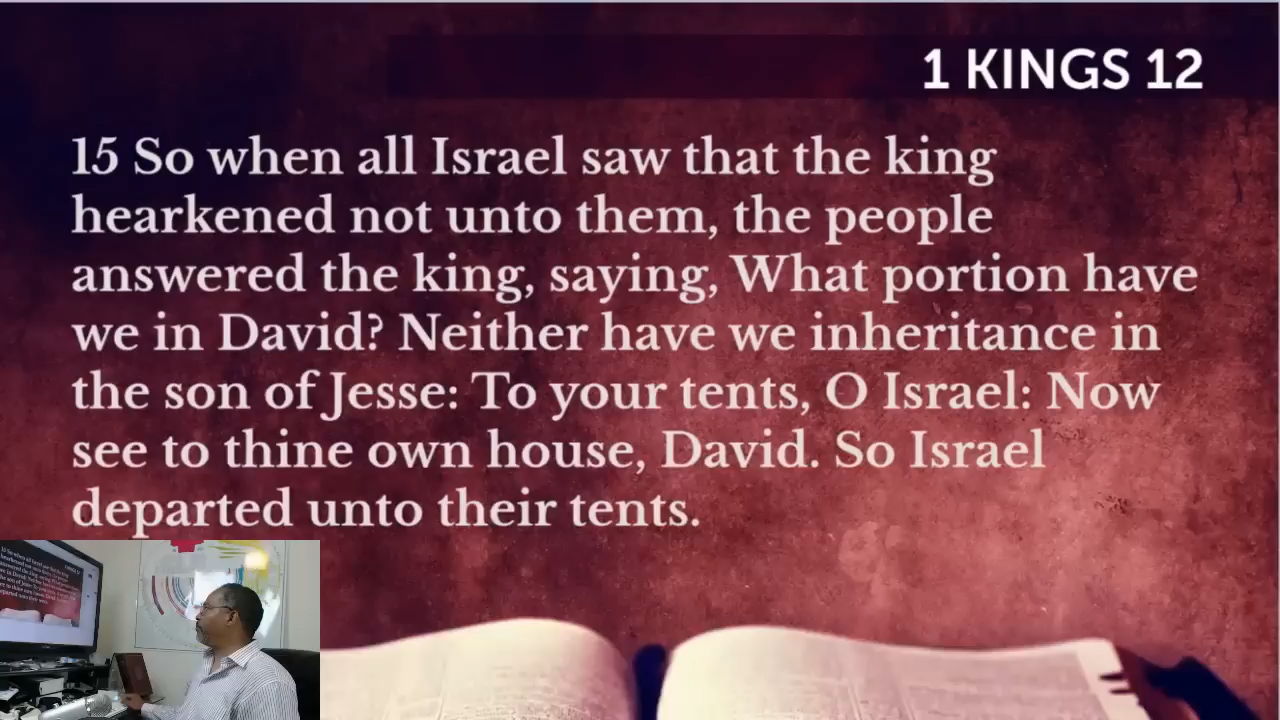 1 KINGS 12
15 So when all Israel saw that the king
hearkened not unto them, the people
answered the king, saying, What portion have
we in David? Neither have we inheritance in
the son of Jesse: To your tents, O Israel: Now
see to thine own house, David. So Israel
departed unto their tents.